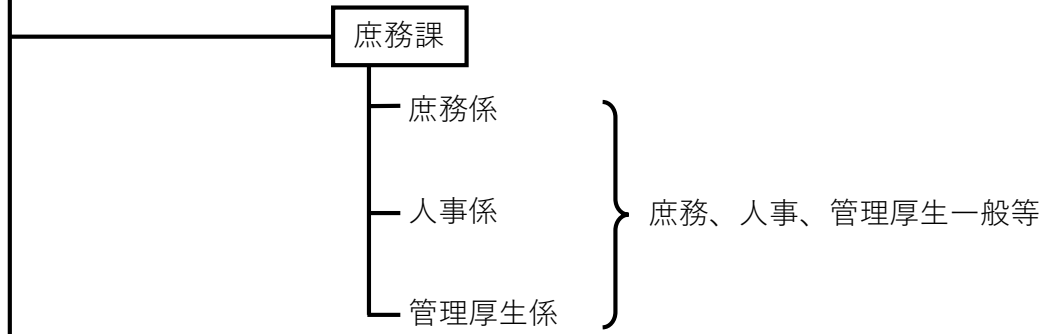 庶務課
庶務係
人事係
庶務、人事、管理厚生一般等
管理厚生係